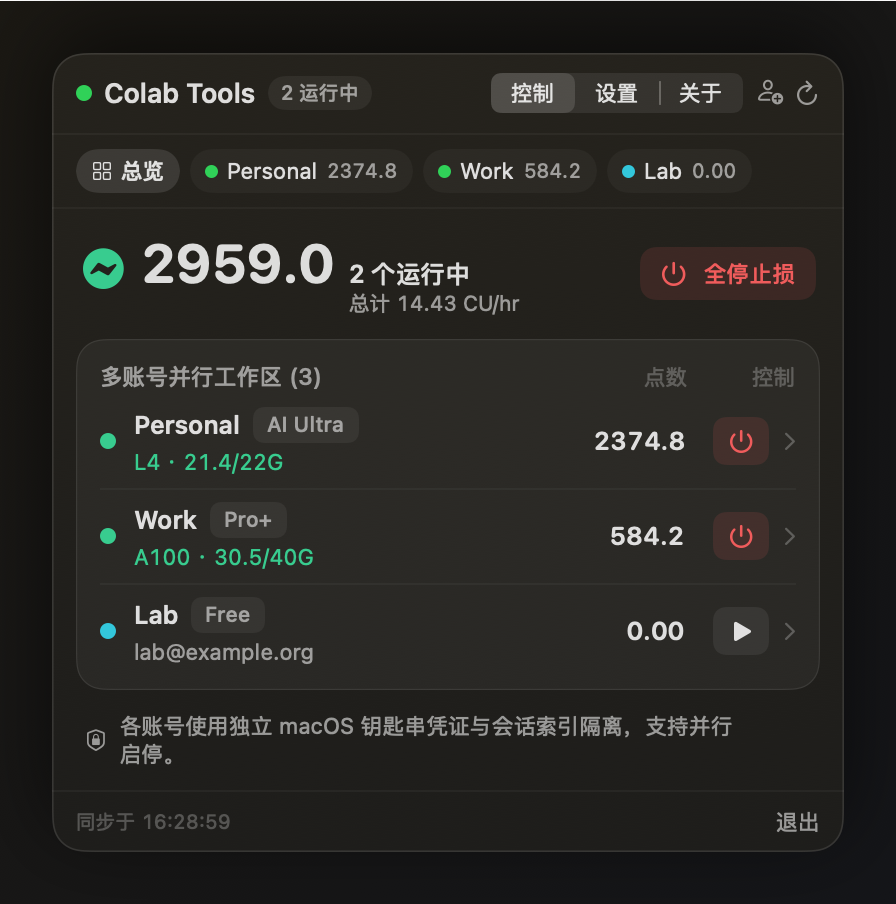 Colab Tools 2 运行中 控制 设置 关于
总览 Personal 2374.8 Work 584.2 Lab 0.00
2959.0 2 个运行中 全停止损
总计 14.43 CU/hr
多账号并行工作区 (3) 点数 控制
Personal AI Ultra 2374.8
L4 · 21.4/22G
Work Pro+ 584.2
A100 · 30.5/40G
Lab Free 0.00
lab@example.org
各账号使用独立 macOS 钥匙串凭证与会话索引隔离，支持并行
启停。
同步于 16:28:59 退出